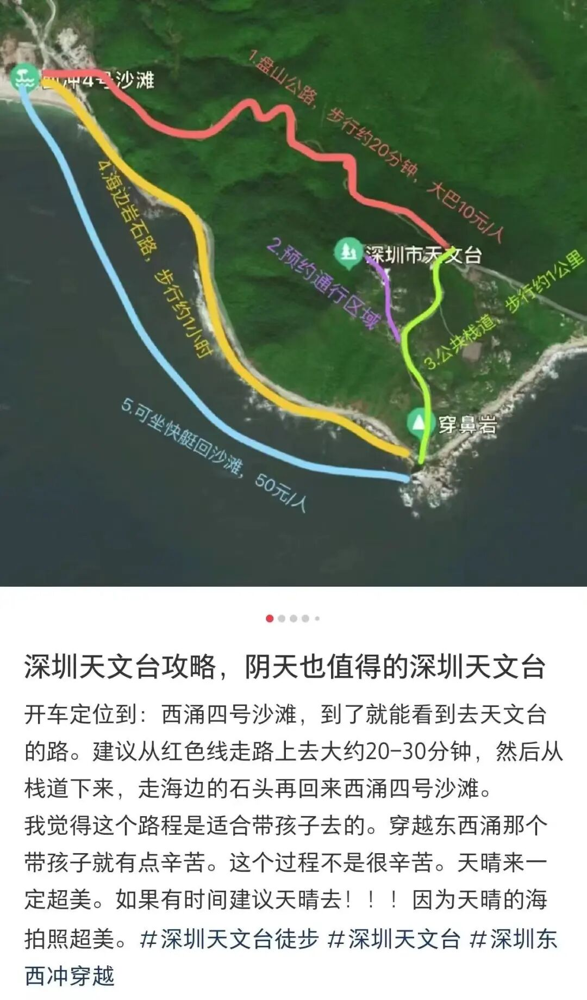 西冲4号沙滩
1.盘山公路，步行约20分钟，大巴10元/人
4.海边岩石路，步行约1小时
2.预约通行区域
深圳市天文台
3.公共栈道，步行约1公里
穿鼻岩
5.可坐快艇回沙滩，50元/人
深圳天文台攻略，阴天也值得的深圳天文台
开车定位到：西涌四号沙滩，到了就能看到去天文台
的路。建议从红色线走路上去大约20-30分钟，然后从
栈道下来，走海边的石头再回来西涌四号沙滩。
我觉得这个路程是适合带孩子去的。穿越东西涌那个
带孩子就有点辛苦。这个过程不是很辛苦。天晴来一
定超美。如果有时间建议天晴去！！！因为天晴的海
拍照超美。#深圳天文台徒步 #深圳天文台 #深圳东
西冲穿越